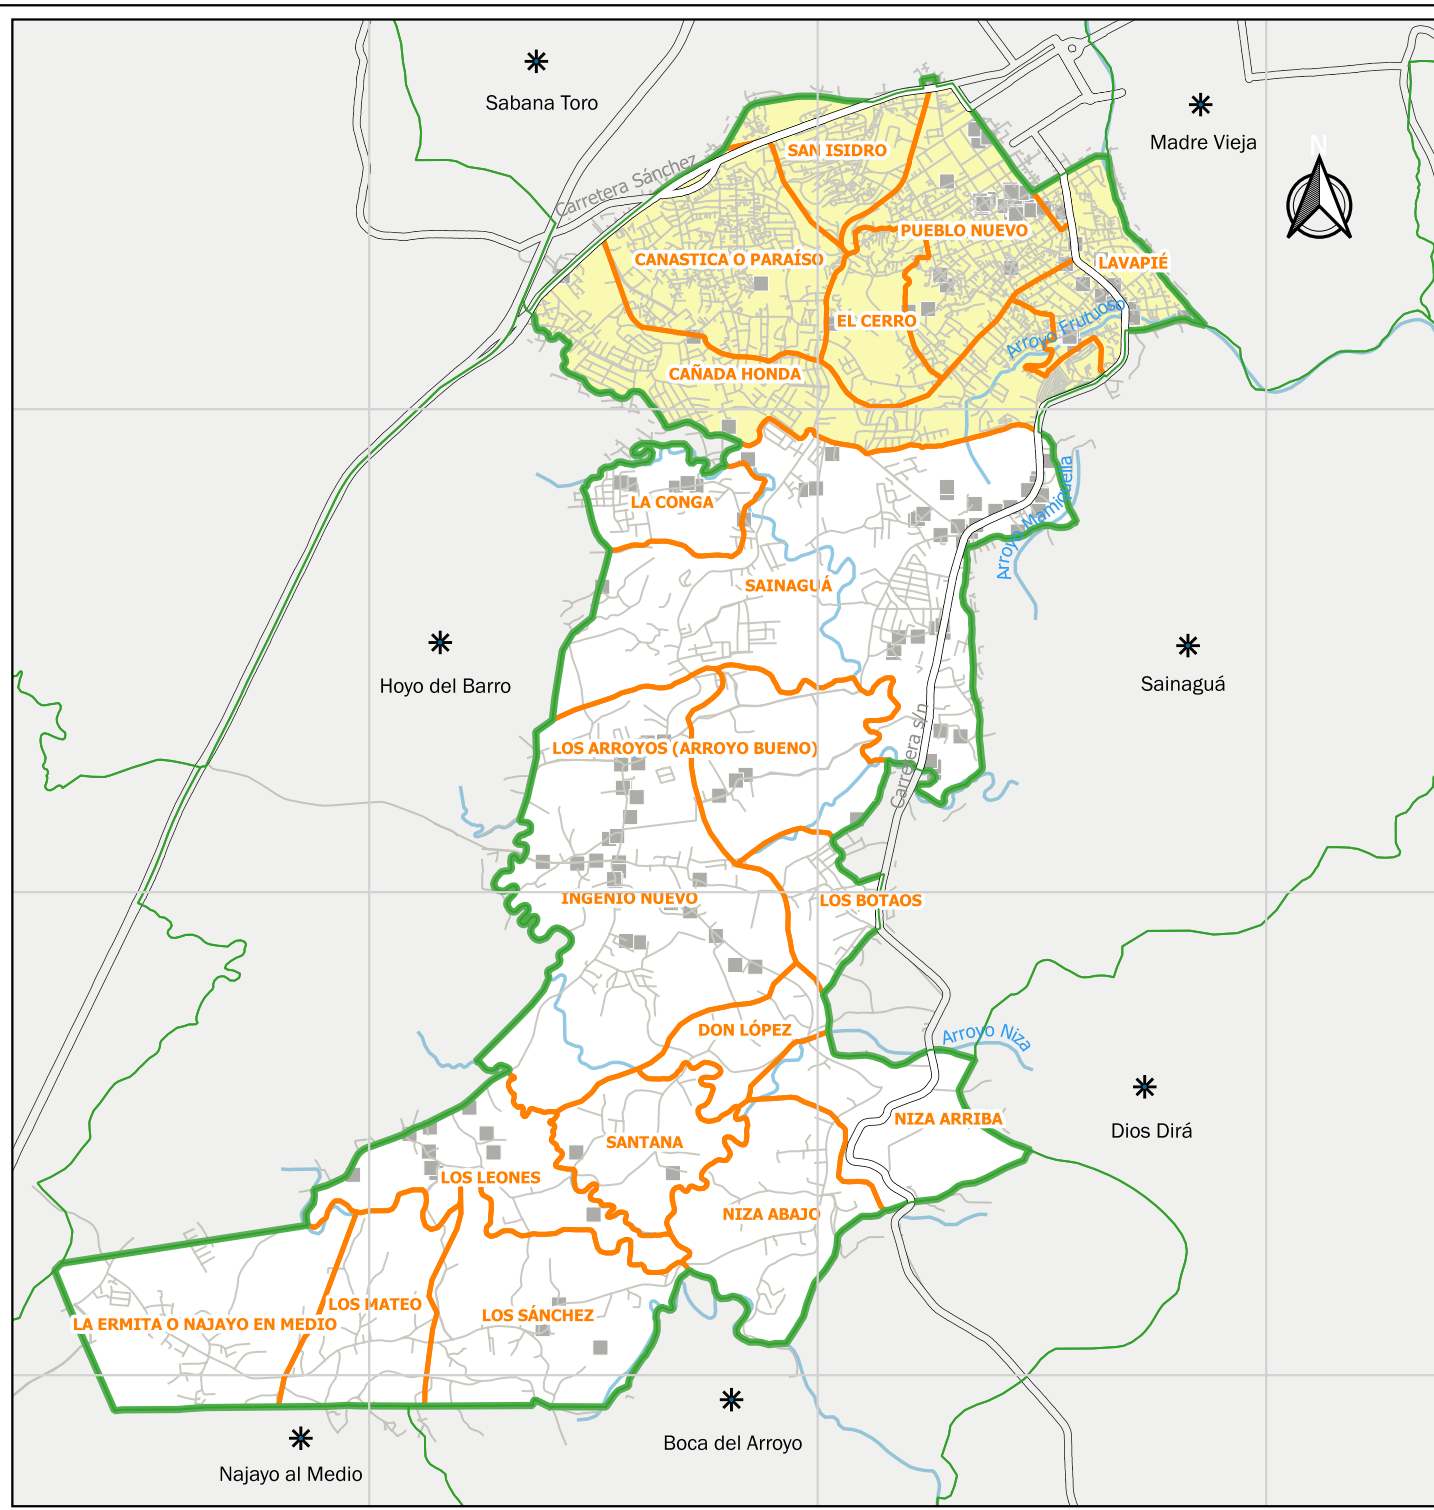 Sabana Toro
Madre Vieja
N
SAN ISIDRO
Carretera Sánchez
PUEBLO NUEVO
CANASTICA O PARAÍSO
LAVAPIÉ
EL CERRO
Arroyo Frutuoso
CAÑADA HONDA
LA CONGA
Arroyo Mamiquella
SAINAGUÁ
Hoyo del Barro
Sainaguá
LOS ARROYOS (ARROYO BUENO)
Carretera s/n
INGENIO NUEVO
LOS BOTAOS
DON LÓPEZ
Arroyo Niza
NIZA ARRIBA
Dios Dirá
SANTANA
LOS LEONES
NIZA ABAJO
LOS MATEO
LOS SÁNCHEZ
LA ERMITA O NAJAYO EN MEDIO
Boca del Arroyo
Najayo al Medio